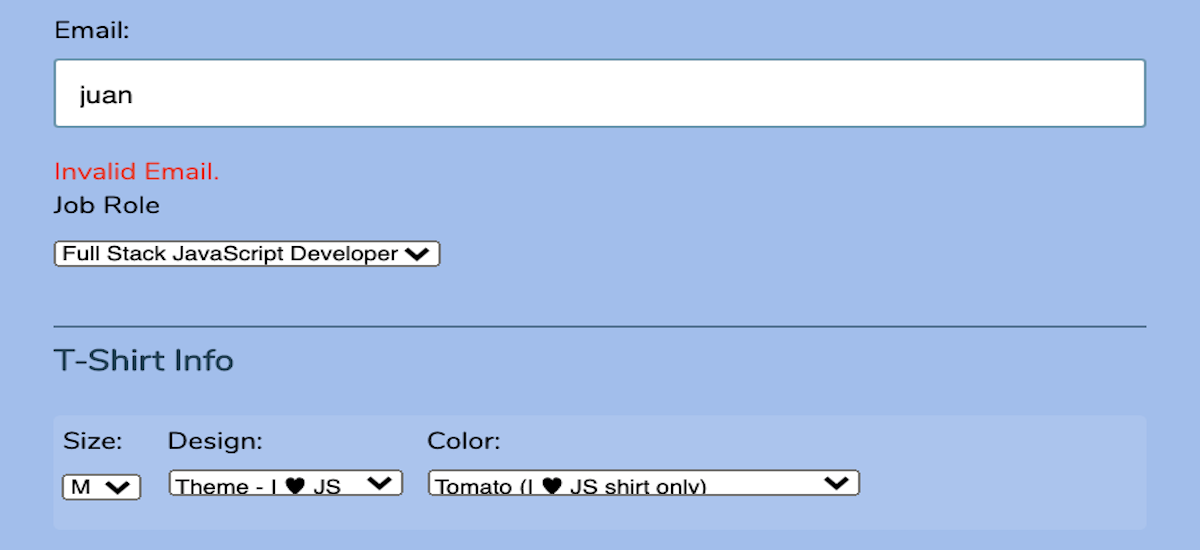 Email:
juan
Invalid Email.
Job Role
Full Stack JavaScript Developer
T-Shirt Info
Size: Design: Color:
M Theme - I ♥ JS Tomato (I ♥ JS shirt only)